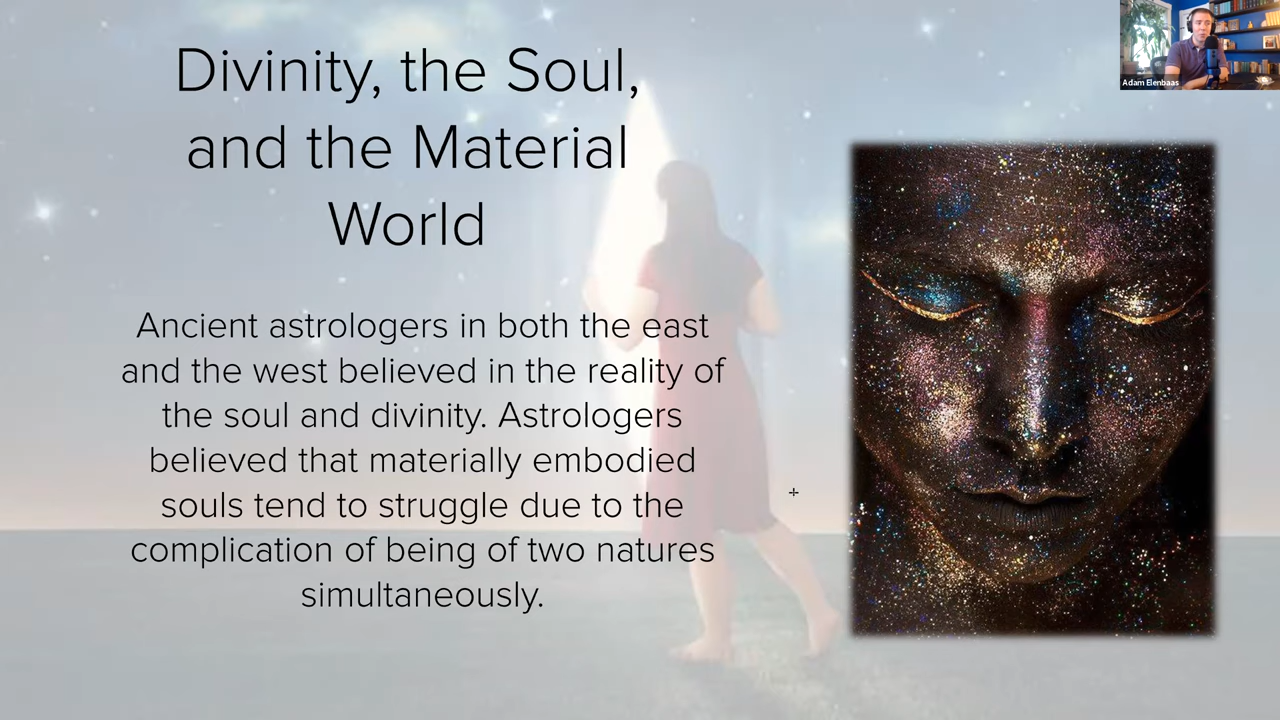 Divinity, the Soul,
and the Material
World
Ancient astrologers in both the east
and the west believed in the reality of
the soul and divinity. Astrologers
believed that materially embodied
souls tend to struggle due to the
complication of being of two natures
simultaneously.
Adam Elenbaas